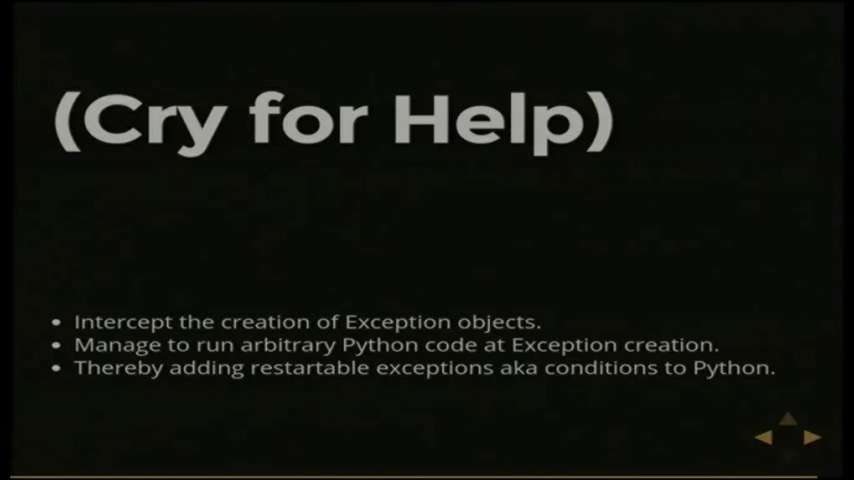 (Cry for Help)
• Intercept the creation of Exception objects.
• Manage to run arbitrary Python code at Exception creation.
• Thereby adding restartable exceptions aka conditions to Python.